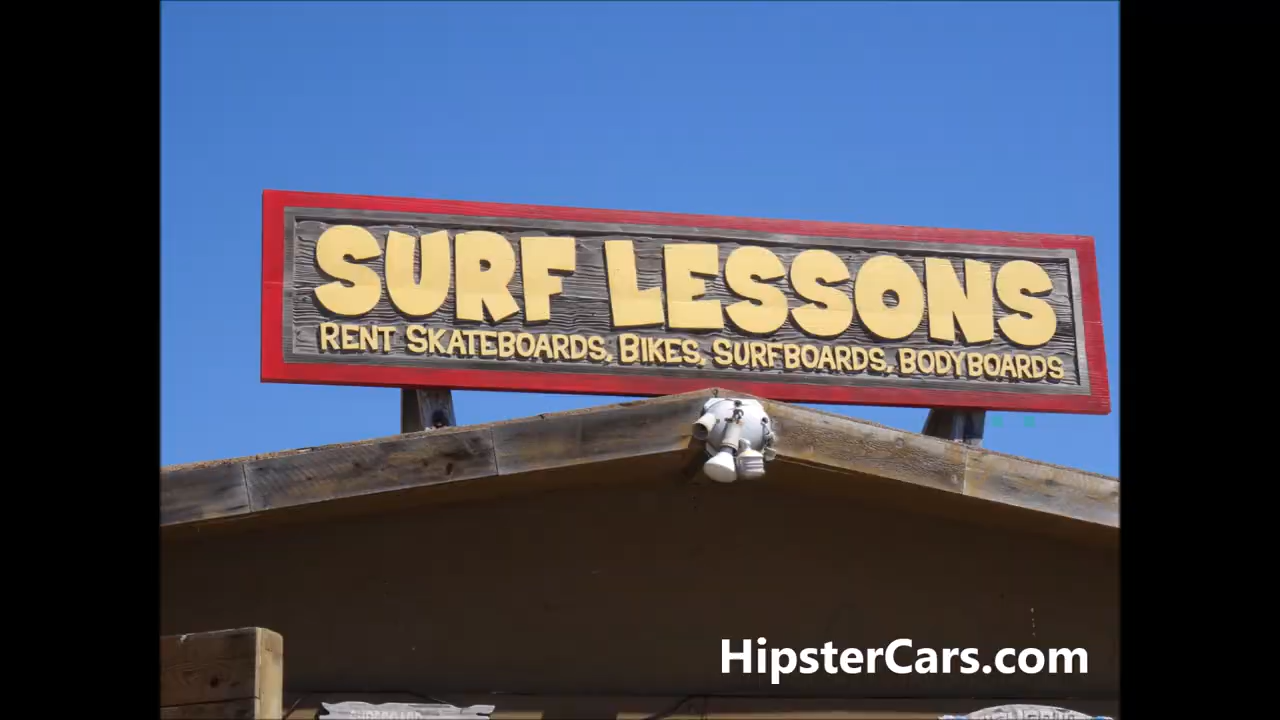 SURF LESSONS
RENT SKATEBOARDS, BIKES, SURFBOARDS, BODYBOARDS
HipsterCars.com